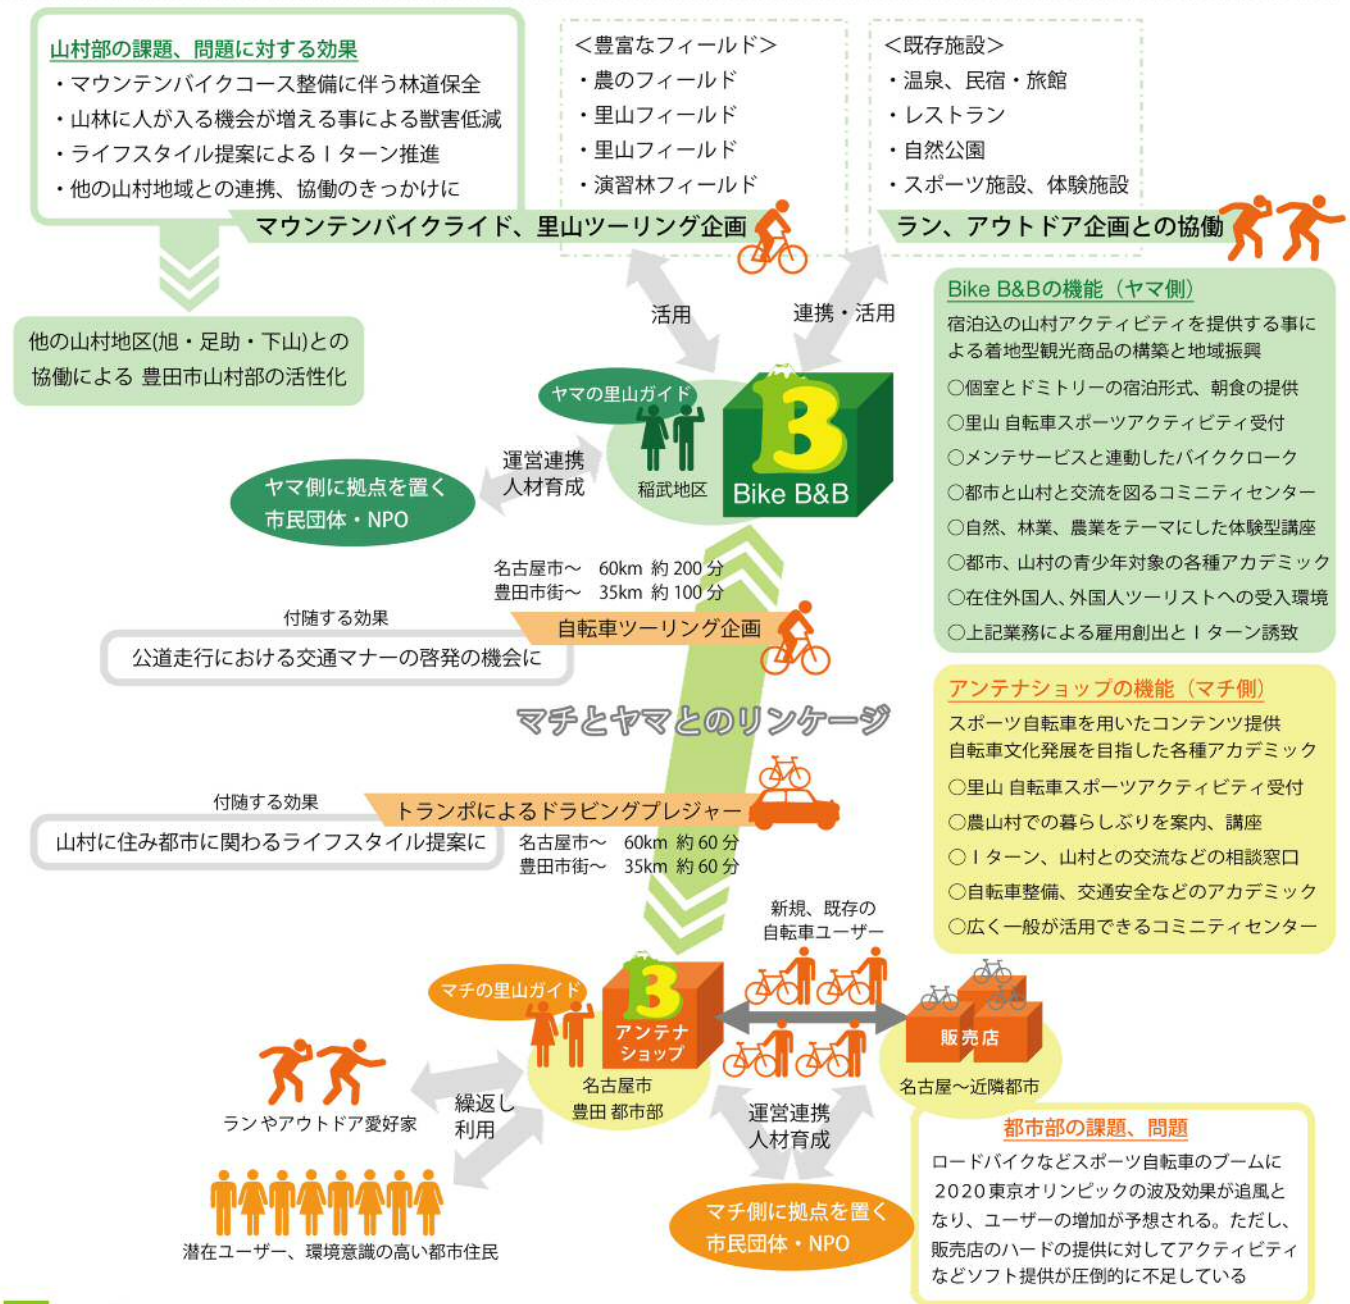 山村部の課題、問題に対する効果
・マウンテンバイクコース整備に伴う林道保全
・山林に人が入る機会が増える事による獣害低減
・ライフスタイル提案によるIターン推進
・他の山村地域との連携、協働のきっかけに
＜豊富なフィールド＞
・農のフィールド
・里山フィールド
・里山フィールド
・演習林フィールド
＜既存施設＞
・温泉、民宿・旅館
・レストラン
・自然公園
・スポーツ施設、体験施設
マウンテンバイクライド、里山ツーリング企画
ラン、アウトドア企画との協働
活用
連携・活用
他の山村地区(旭・足助・下山)との
協働による 豊田市山村部の活性化
ヤマの里山ガイド
稲武地区
B
Bike B&B
運営連携
人材育成
ヤマ側に拠点を置く
市民団体・NPO
Bike B&Bの機能（ヤマ側）
宿泊込の山村アクティビティを提供する事に
よる着地型観光商品の構築と地域振興
○個室とドミトリーの宿泊形式、朝食の提供
○里山 自転車スポーツアクティビティ受付
○メンテサービスと連動したバイククローク
○都市と山村と交流を図るコミニティセンター
○自然、林業、農業をテーマにした体験型講座
○都市、山村の青少年対象の各種アカデミック
○在住外国人、外国人ツーリストへの受入環境
○上記業務による雇用創出とIターン誘致
名古屋市～ 60km 約200分
豊田市街～ 35km 約100分
自転車ツーリング企画
付随する効果
公道走行における交通マナーの啓発の機会に
マチとヤマとのリンケージ
付随する効果
トランポによるドラビングプレジャー
山村に住み都市に関わるライフスタイル提案に
名古屋市～ 60km 約60分
豊田市街～ 35km 約60分
アンテナショップの機能（マチ側）
スポーツ自転車を用いたコンテンツ提供
自転車文化発展を目指した各種アカデミック
○里山 自転車スポーツアクティビティ受付
○農山村での暮らしぶりを案内、講座
○Iターン、山村との交流などの相談窓口
○自転車整備、交通安全などのアカデミック
○広く一般が活用できるコミニティセンター
新規、既存の
自転車ユーザー
マチの里山ガイド
B
アンテナ
ショップ
名古屋市
豊田 都市部
販売店
名古屋～近隣都市
ランやアウトドア愛好家
繰返し
利用
運営連携
人材育成
潜在ユーザー、環境意識の高い都市住民
マチ側に拠点を置く
市民団体・NPO
都市部の課題、問題
ロードバイクなどスポーツ自転車のブームに
2020東京オリンピックの波及効果が追風と
なり、ユーザーの増加が予想される。ただし、
販売店のハードの提供に対してアクティビティ
などソフト提供が圧倒的に不足している